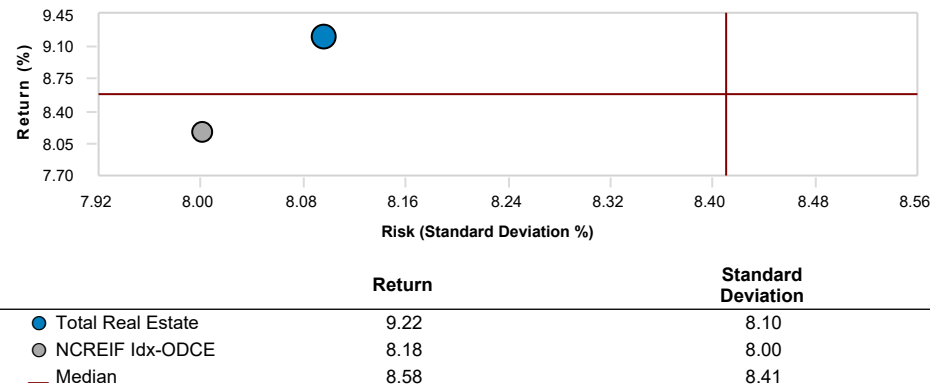 9.45
9.10
8.75
8.40
8.05
7.70
Return (%)
7.92 8.00 8.08 8.16 8.24 8.32 8.40 8.48 8.56
Risk (Standard Deviation %)
Return Standard Deviation
Total Real Estate 9.22 8.10
NCREIF Idx-ODCE 8.18 8.00
Median 8.58 8.41